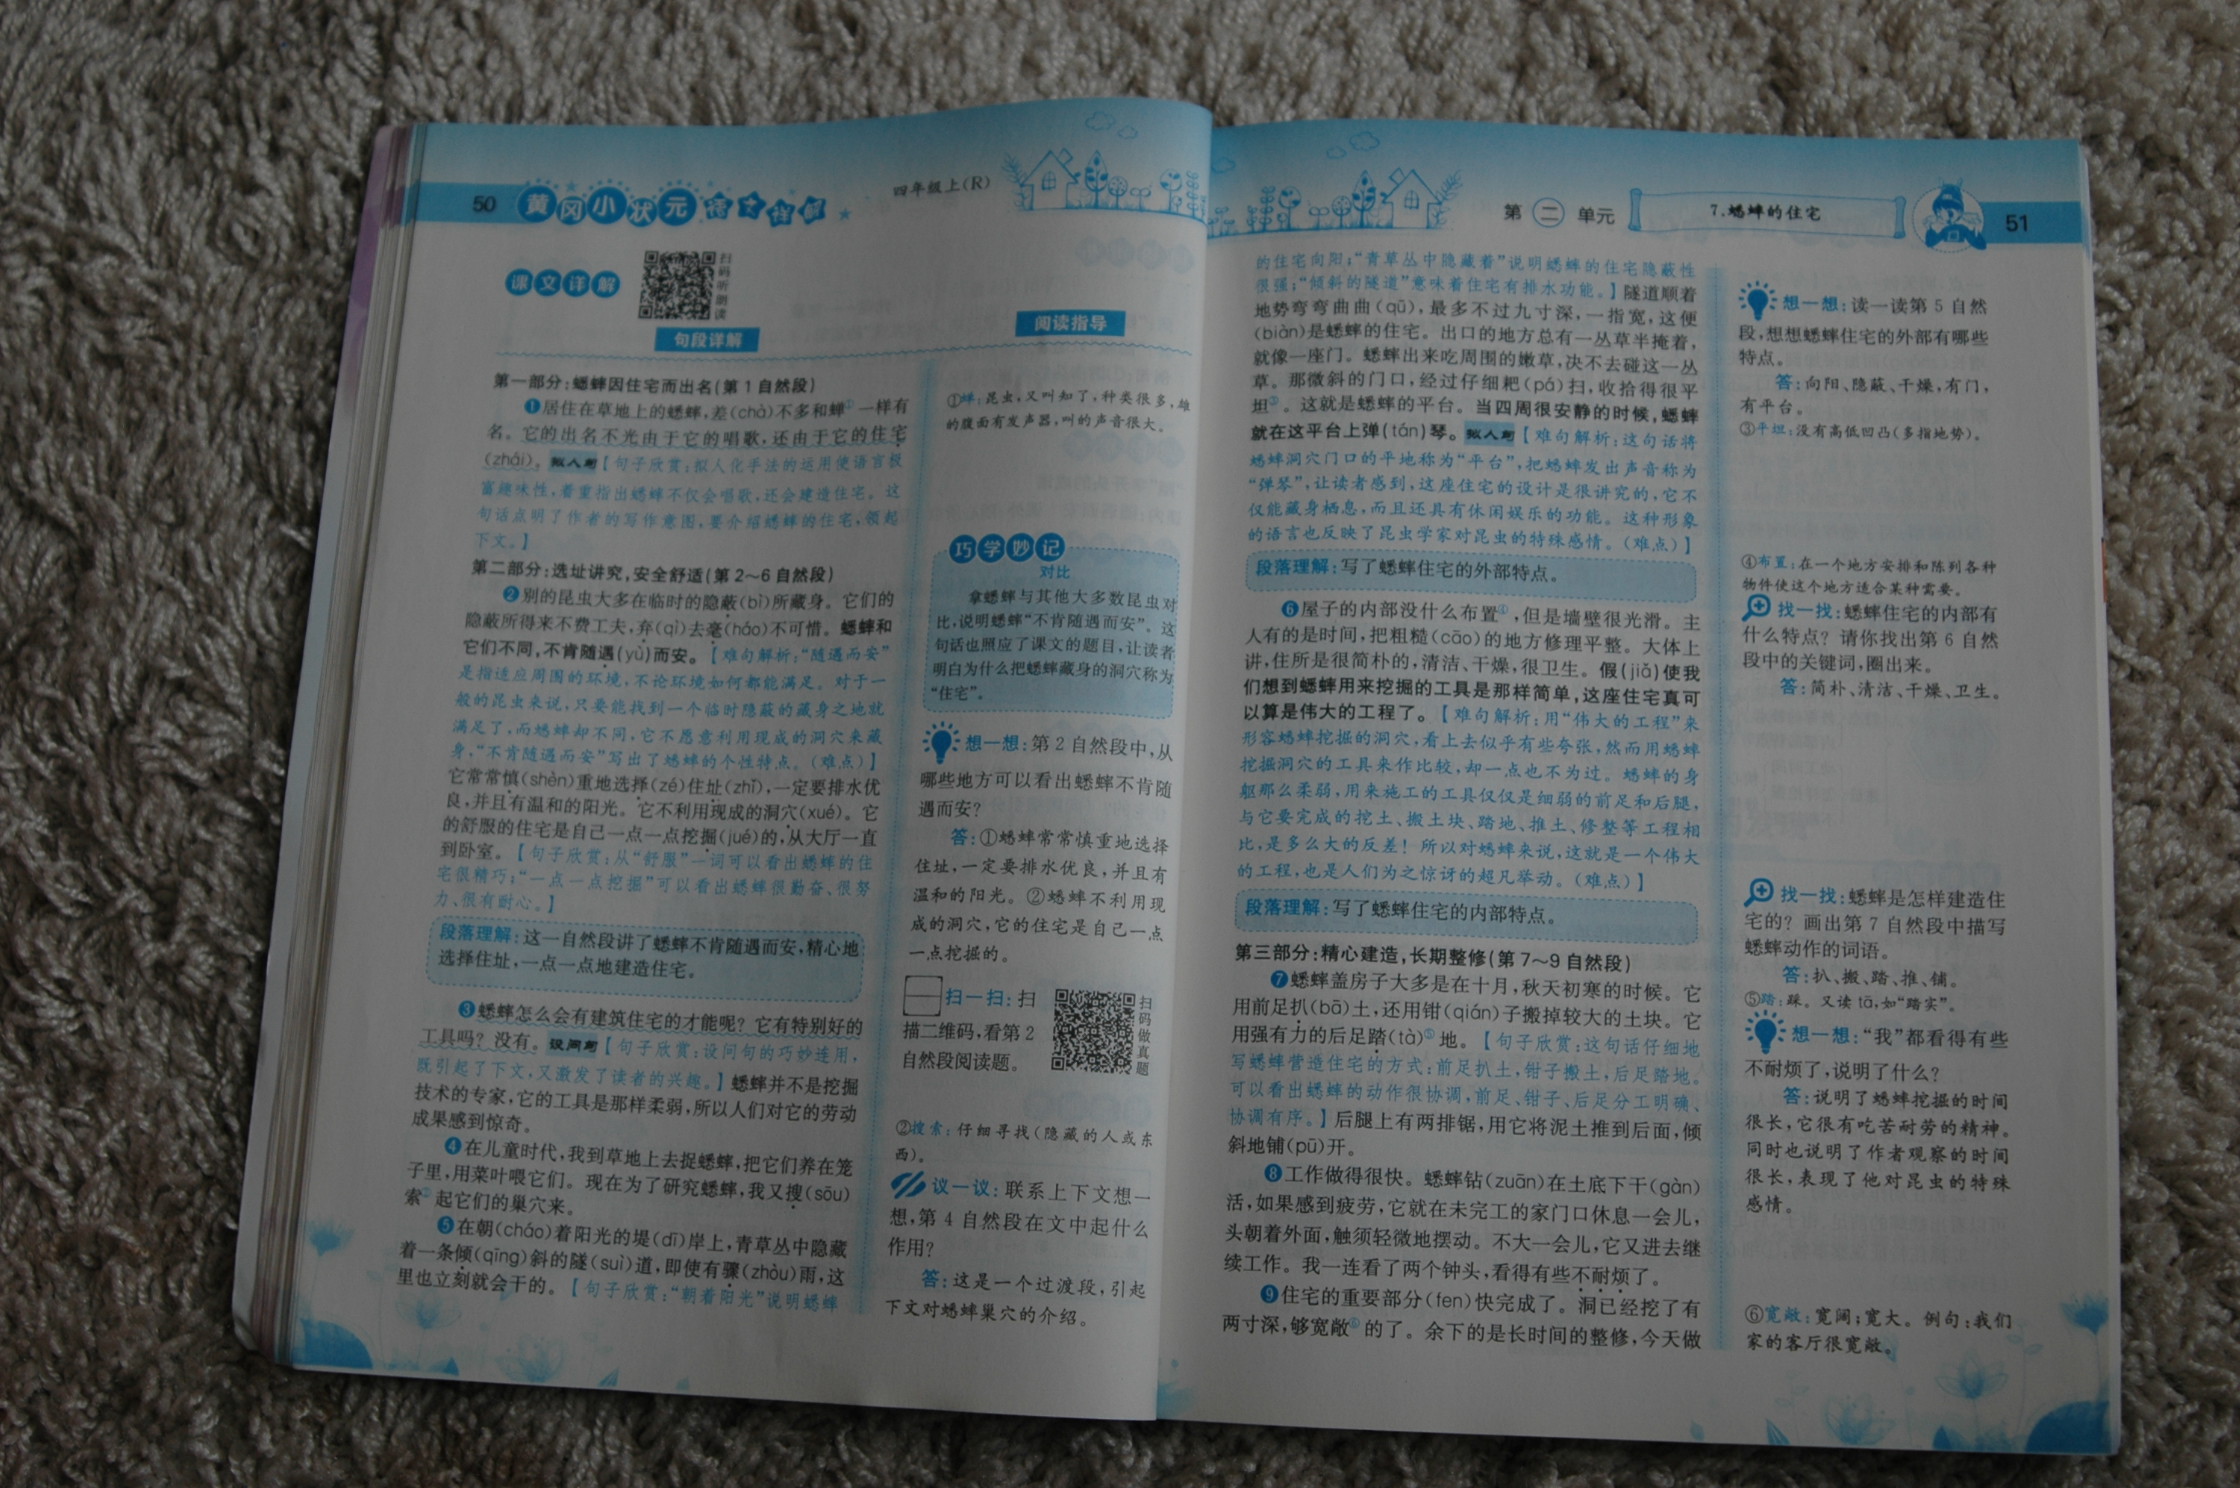 50
黄冈小状元
四年级上(R)
课文详解
扫码听朗读
句段详解
阅读指导
第一部分:蟋蟀因住宅而出名(第1自然段)
❶居住在草地上的蟋蟀,差(chà)不多和蝉①一样有
名。它的出名不光由于它的唱歌,还由于它的住宅
(zhái)。拟人句【句子欣赏:拟人化手法的运用使语言极
富趣味性,着重指出蟋蟀不仅会唱歌,还会建造住宅。这
句话点明了作者的写作意图:要介绍蟋蟀的住宅,领起
下文。】
第二部分:选址讲究,安全舒适(第2~6自然段)
❷别的昆虫大多在临时的隐蔽(bì)所藏身。它们的
隐蔽所得来不费工夫,弃(qì)去毫(háo)不可惜。蟋蟀和
它们不同,不肯随遇(yù)而安。【难句解析:“随遇而安”
是指适应周围的环境,不论环境如何都能满足。对于一
般的昆虫来说,只要能找到一个临时隐蔽的藏身之地就
满足了,而蟋蟀却不同,它不愿意利用现成的洞穴来藏
身,“不肯随遇而安”写出了蟋蟀的个性特点。(难点)】
它常常慎(shèn)重地选择(zé)住址(zhǐ),一定要排水优
良,并且有温和的阳光。它不利用现成的洞穴(xué)。它
的舒服的住宅是自己一点一点挖掘(jué)的,从大厅一直
到卧室。【句子欣赏:从“舒服”一词可以看出蟋蟀的住
宅很精巧;“一点一点挖掘”可以看出蟋蟀很勤奋、很努
力、很有耐心。】
段落理解:这一自然段讲了蟋蟀不肯随遇而安,精心地
选择住址,一点一点地建造住宅。
❸蟋蟀怎么会有建筑住宅的才能呢?它有特别好的
工具吗?没有。设问句【句子欣赏:设问句的巧妙连用,
既引起了下文,又激发了读者的兴趣。】蟋蟀并不是挖掘
技术的专家,它的工具是那样柔弱,所以人们对它的劳动
成果感到惊奇。
❹在儿童时代,我到草地上去捉蟋蟀,把它们养在笼
子里,用菜叶喂它们。现在为了研究蟋蟀,我又搜(sōu)
索②起它们的巢穴来。
❺在朝(cháo)着阳光的堤(dī)岸上,青草丛中隐藏
着一条倾(qīng)斜的隧(suì)道,即使有骤(zhòu)雨,这
里也立刻就会干的。【句子欣赏:“朝着阳光”说明蟋蟀
①蝉:昆虫,又叫知了,种类很多,雄
的腹面有发声器,叫的声音很大。
巧学妙记
对比
拿蟋蟀与其他大多数昆虫对
比,说明蟋蟀“不肯随遇而安”。这
句话也照应了课文的题目,让读者
明白为什么把蟋蟀藏身的洞穴称为
“住宅”。
想一想:第2自然段中,从
哪些地方可以看出蟋蟀不肯随
遇而安?
答:①蟋蟀常常慎重地选择
住址,一定要排水优良,并且有
温和的阳光。②蟋蟀不利用现
成的洞穴,它的住宅是自己一点
一点挖掘的。
扫一扫:扫
描二维码,看第2
自然段阅读题。
扫码做真题
②搜索:仔细寻找(隐藏的人或东
西)。
议一议:联系上下文想一
想,第4自然段在文中起什么
作用?
答:这是一个过渡段,引起
下文对蟋蟀巢穴的介绍。
第二单元
7.蟋蟀的住宅
51
的住宅向阳;“青草丛中隐藏着”说明蟋蟀的住宅隐蔽性
很强;“倾斜的隧道”意味着住宅有排水功能。】隧道顺着
地势弯弯曲曲(qū),最多不过九寸深,一指宽,这便
(biàn)是蟋蟀的住宅。出口的地方总有一丛草半掩着,
就像一座门。蟋蟀出来吃周围的嫩草,决不去碰这一丛
草。那微斜的门口,经过仔细耙(pá)扫,收拾得很平
坦③。这就是蟋蟀的平台。当四周很安静的时候,蟋蟀
就在这平台上弹(tán)琴。拟人句【难句解析:这句话将
蟋蟀洞穴门口的平地称为“平台”,把蟋蟀发出声音称为
“弹琴”,让读者感到,这座住宅的设计是很讲究的,它不
仅能藏身栖息,而且还具有休闲娱乐的功能。这种形象
的语言也反映了昆虫学家对昆虫的特殊感情。(难点)】
段落理解:写了蟋蟀住宅的外部特点。
❻屋子的内部没什么布置④,但是墙壁很光滑。主
人有的是时间,把粗糙(cāo)的地方修理平整。大体上
讲,住所是很简朴的,清洁、干燥,很卫生。假(jiǎ)使我
们想到蟋蟀用来挖掘的工具是那样简单,这座住宅真可
以算是伟大的工程了。【难句解析:用“伟大的工程”来
形容蟋蟀挖掘的洞穴,看上去似乎有些夸张,然而用蟋蟀
挖掘洞穴的工具来作比较,却一点也不为过。蟋蟀的身
躯那么柔弱,用来施工的工具仅仅是细弱的前足和后腿,
与它要完成的挖土、搬土块、踏地、推土、修整等工程相
比,是多么大的反差!所以对蟋蟀来说,这就是一个伟大
的工程,也是人们为之惊讶的超凡举动。(难点)】
段落理解:写了蟋蟀住宅的内部特点。
第三部分:精心建造,长期整修(第7~9自然段)
❼蟋蟀盖房子大多是在十月,秋天初寒的时候。它
用前足扒(bā)土,还用钳(qián)子搬掉较大的土块。它
用强有力的后足踏(tà)⑤地。【句子欣赏:这句话仔细地
写蟋蟀营造住宅的方式:前足扒土,钳子搬土,后足踏地。
可以看出蟋蟀的动作很协调,前足、钳子、后足分工明确、
协调有序。】后腿上有两排锯,用它将泥土推到后面,倾
斜地铺(pū)开。
❽工作做得很快。蟋蟀钻(zuān)在土底下干(gàn)
活,如果感到疲劳,它就在未完工的家门口休息一会儿,
头朝着外面,触须轻微地摆动。不大一会儿,它又进去继
续工作。我一连看了两个钟头,看得有些不耐烦了。
❾住宅的重要部分(fen)快完成了。洞已经挖了有
两寸深,够宽敞⑥的了。余下的是长时间的整修,今天做
想一想:读一读第5自然
段,想想蟋蟀住宅的外部有哪些
特点。
答:向阳、隐蔽、干燥,有门,
有平台。
③平坦:没有高低凹凸(多指地势)。
④布置:在一个地方安排和陈列各种
物件使这个地方适合某种需要。
找一找:蟋蟀住宅的内部有
什么特点?请你找出第6自然
段中的关键词,圈出来。
答:简朴、清洁、干燥、卫生。
找一找:蟋蟀是怎样建造住
宅的?画出第7自然段中描写
蟋蟀动作的词语。
答:扒、搬、踏、推、铺。
⑤踏:踩。又读tā,如“踏实”。
想一想:“我”都看得有些
不耐烦了,说明了什么?
答:说明了蟋蟀挖掘的时间
很长,它很有吃苦耐劳的精神。
同时也说明了作者观察的时间
很长,表现了他对昆虫的特殊
感情。
⑥宽敞:宽阔;宽大。例句:我们
家的客厅很宽敞。